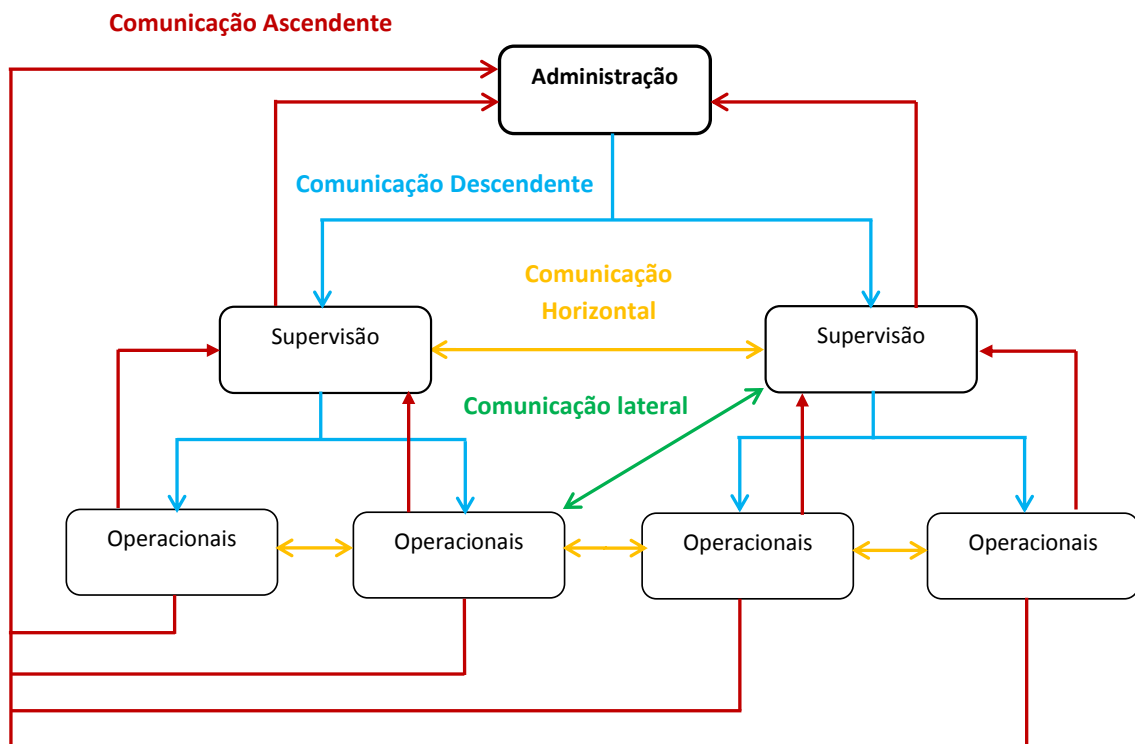 Comunicação Ascendente
Administração
Comunicação Descendente
Comunicação
Horizontal
Supervisão
Supervisão
Comunicação lateral
Operacionais
Operacionais
Operacionais
Operacionais